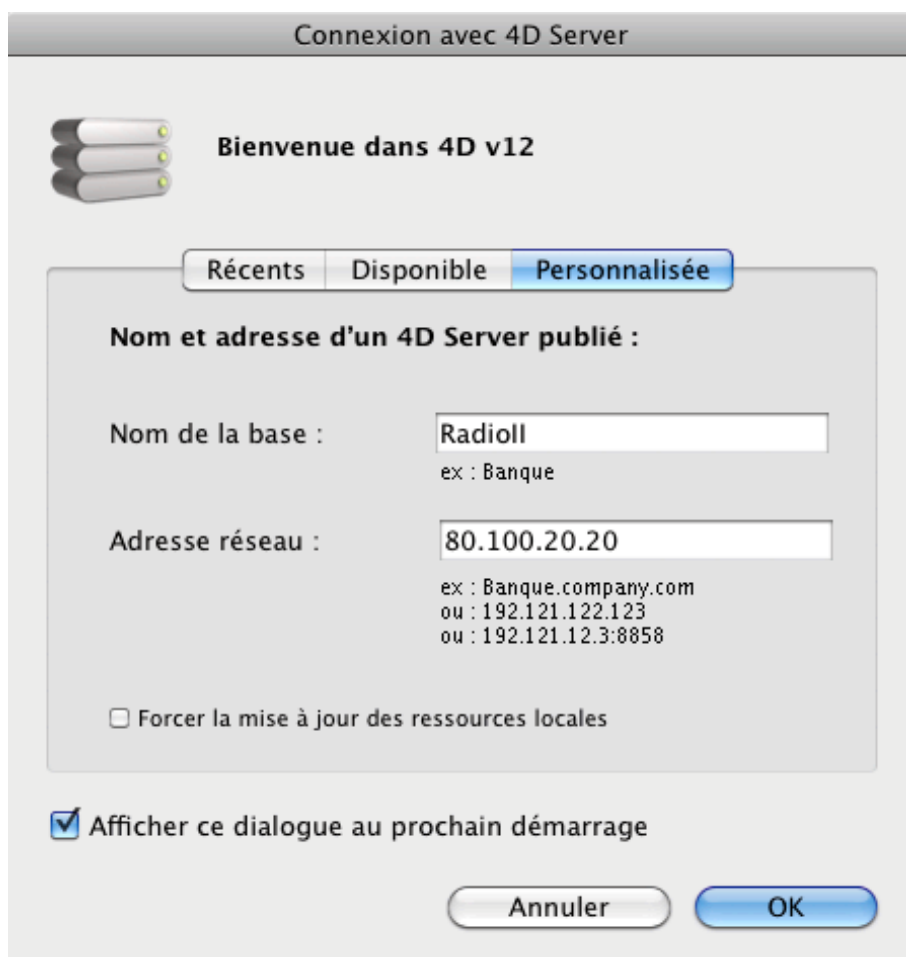 Connexion avec 4D Server
Bienvenue dans 4D v12
Récents Disponible Personnalisée
Nom et adresse d'un 4D Server publié :
Nom de la base : RadioII
ex : Banque
Adresse réseau : 80.100.20.20
ex : Banque.company.com
ou : 192.121.122.123
ou : 192.121.12.3:8858
Forcer la mise à jour des ressources locales
Afficher ce dialogue au prochain démarrage
Annuler OK